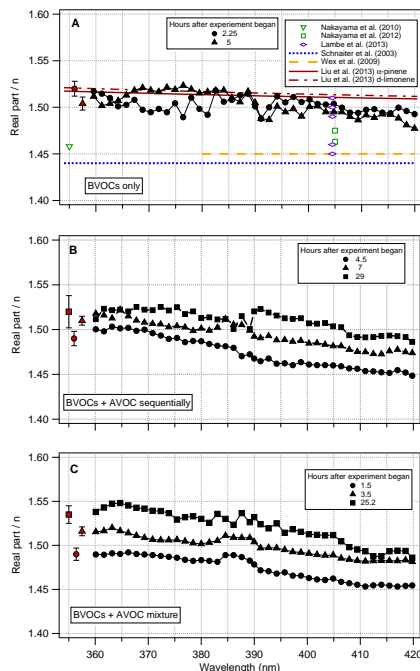 A
Hours after experiement began
2.25
5
Nakayama et al. (2010)
Nakayama et al. (2012)
Lambe et al. (2013)
Schnaiter et al. (2003)
Wex et al. (2009)
Liu et al. (2013) α-pinene
Liu et al. (2013) d-limonene
Real part / n
1.60
1.55
1.50
1.45
1.40
BVOCs only
B
Hours after experiment began
4.5
7
29
Real part / n
1.60
1.55
1.50
1.45
1.40
BVOCs + AVOC sequentially
C
Hours after experiment began
1.5
3.5
25.2
Real part / n
1.60
1.55
1.50
1.45
1.40
BVOCs + AVOC mixture
360 370 380 390 400 410 420
Wavelength (nm)